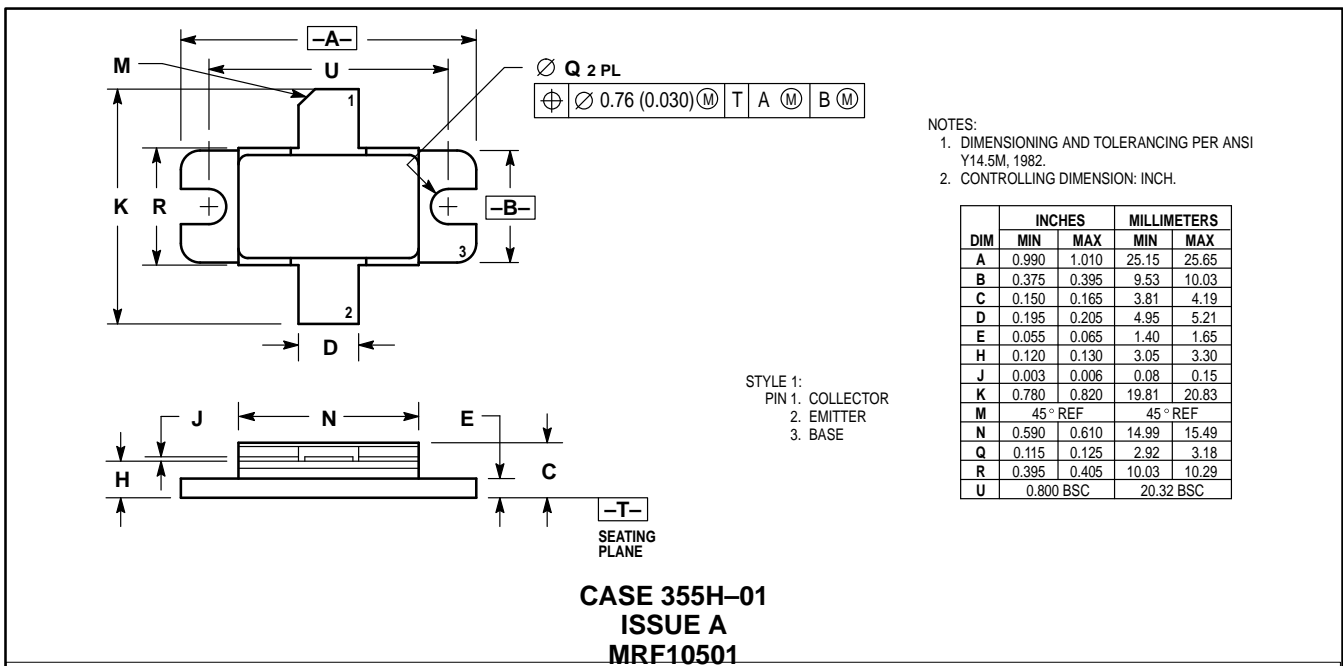 –A–
U
M
Ø Q 2 PL
⌖ Ø 0.76 (0.030) Ⓜ T A Ⓜ B Ⓜ
1
K
R
–B–
3
2
D
NOTES:
1. DIMENSIONING AND TOLERANCING PER ANSI
Y14.5M, 1982.
2. CONTROLLING DIMENSION: INCH.
INCHES MILLIMETERS
DIM MIN MAX MIN MAX
A 0.990 1.010 25.15 25.65
B 0.375 0.395 9.53 10.03
C 0.150 0.165 3.81 4.19
D 0.195 0.205 4.95 5.21
E 0.055 0.065 1.40 1.65
H 0.120 0.130 3.05 3.30
J 0.003 0.006 0.08 0.15
K 0.780 0.820 19.81 20.83
M 45° REF 45° REF
N 0.590 0.610 14.99 15.49
Q 0.115 0.125 2.92 3.18
R 0.395 0.405 10.03 10.29
U 0.800 BSC 20.32 BSC
STYLE 1:
PIN 1. COLLECTOR
2. EMITTER
3. BASE
J
N
E
H
C
–T–
SEATING
PLANE
CASE 355H–01
ISSUE A
MRF10501